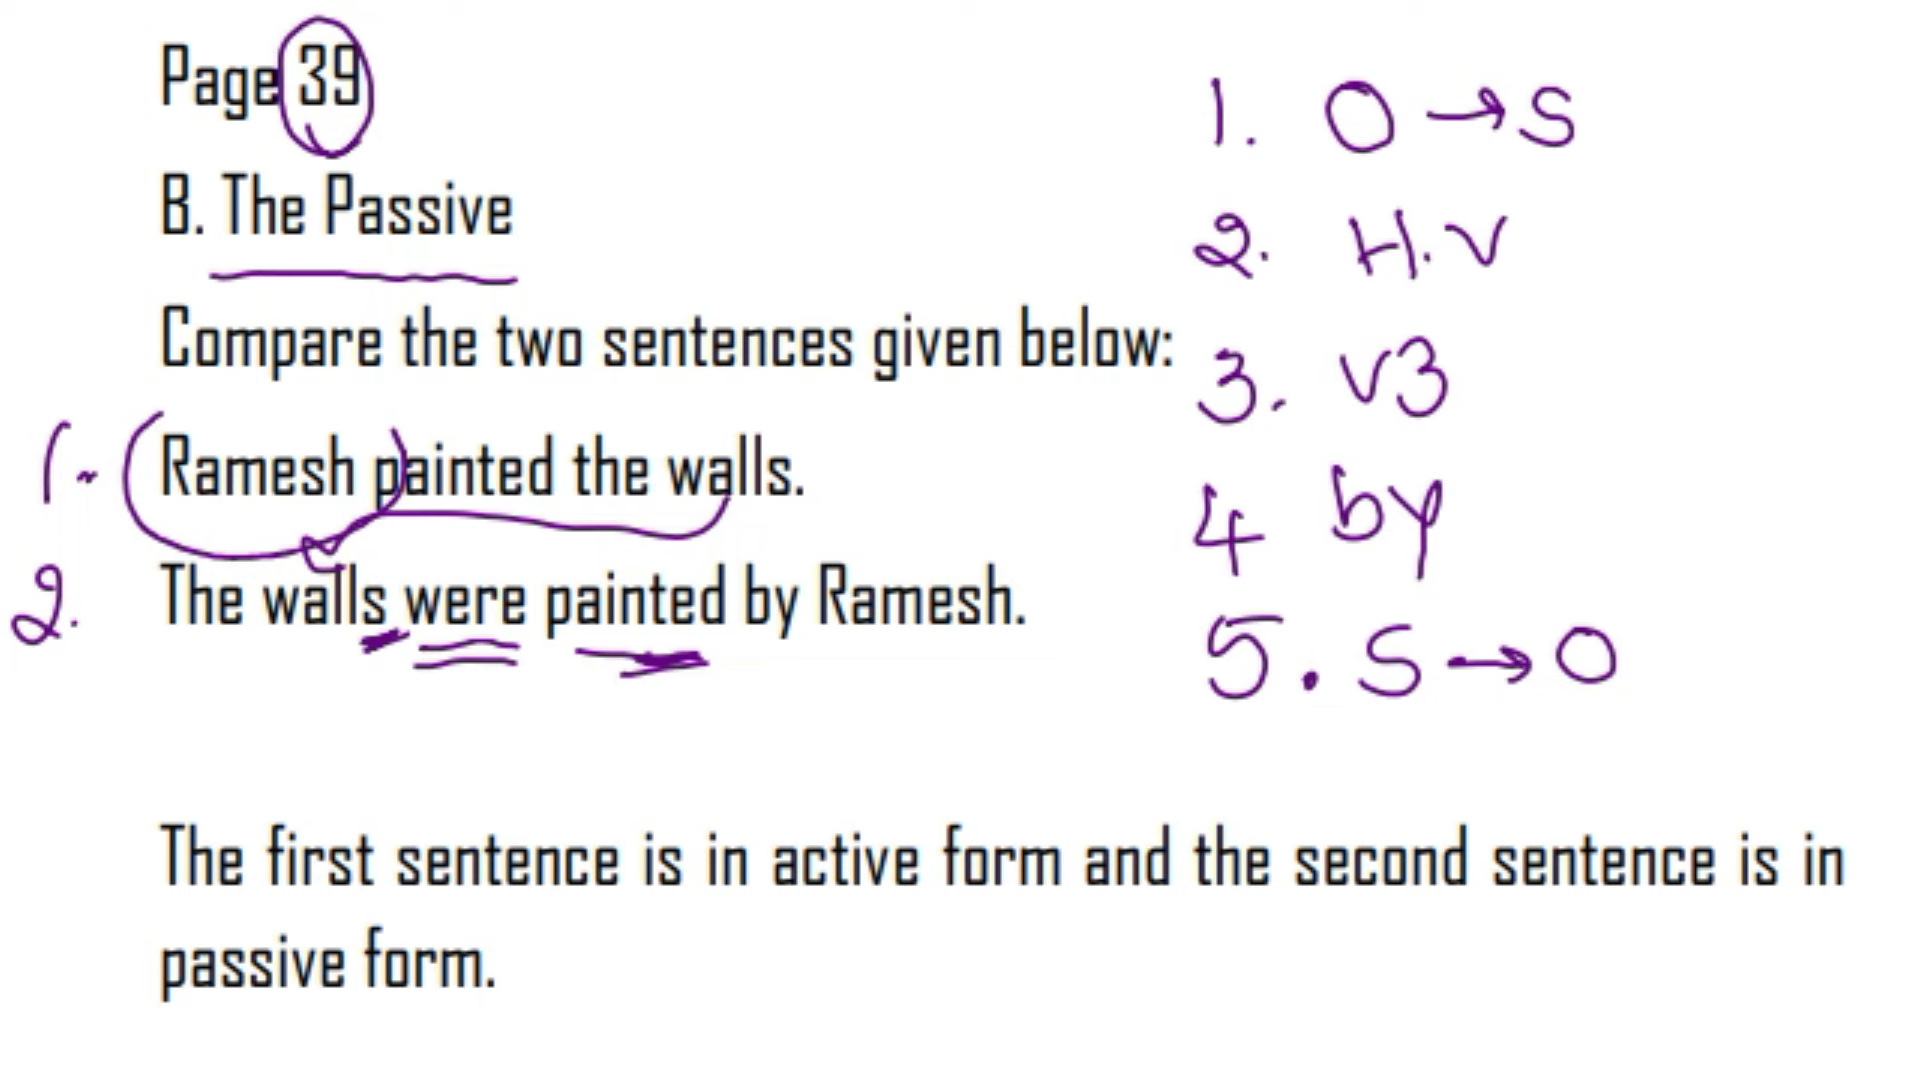 Page 39
B. The Passive
Compare the two sentences given below:
1. Ramesh painted the walls.
2. The walls were painted by Ramesh.
1. O → S
2. H.V
3. V3
4 by
5. S → O
The first sentence is in active form and the second sentence is in
passive form.